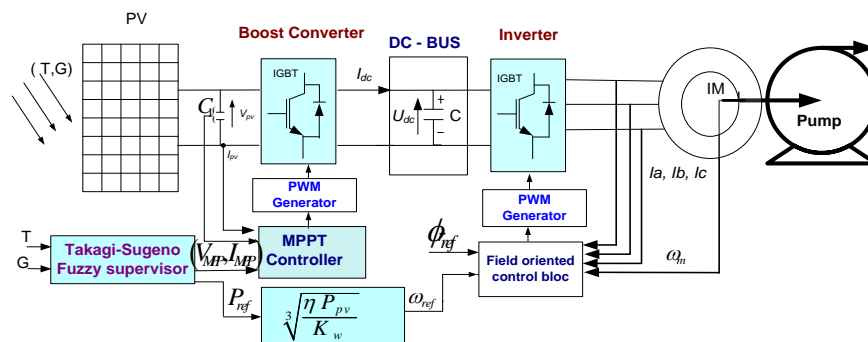 PV
Boost Converter
DC - BUS
Inverter
( T,G)
IGBT
I_dc
IGBT
IM
C_1
V_pv
U_dc
+
C
−
Pump
I_pv
Ia, Ib, Ic
PWM
Generator
PWM
Generator
T
G
Takagi-Sugeno
Fuzzy supervisor
(V_MP, I_MP)
MPPT
Controller
ϕ_ref
Field oriented
control bloc
ω_m
P_ref
∛(η P_pv / K_w)
ω_ref